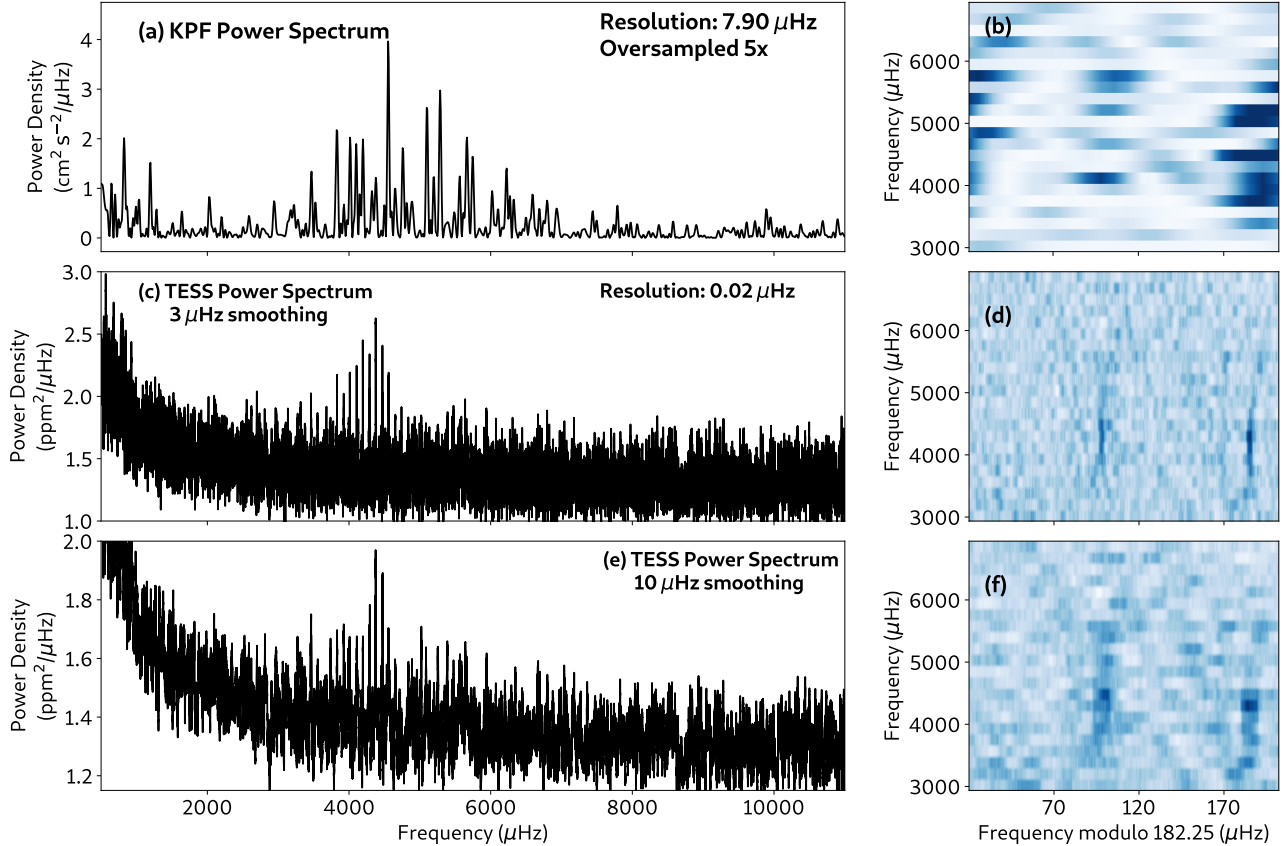 (a) KPF Power Spectrum
Resolution: 7.90 μHz
Oversampled 5x
Power Density
(cm² s⁻²/μHz)
4
3
2
1
0
(b)
Frequency (μHz)
6000
5000
4000
3000
(c) TESS Power Spectrum
3 μHz smoothing
Resolution: 0.02 μHz
Power Density
(ppm²/μHz)
3.0
2.5
2.0
1.5
1.0
(d)
Frequency (μHz)
6000
5000
4000
3000
(e) TESS Power Spectrum
10 μHz smoothing
Power Density
(ppm²/μHz)
2.0
1.8
1.6
1.4
1.2
2000 4000 6000 8000 10000
Frequency (μHz)
(f)
Frequency (μHz)
6000
5000
4000
3000
70 120 170
Frequency modulo 182.25 (μHz)